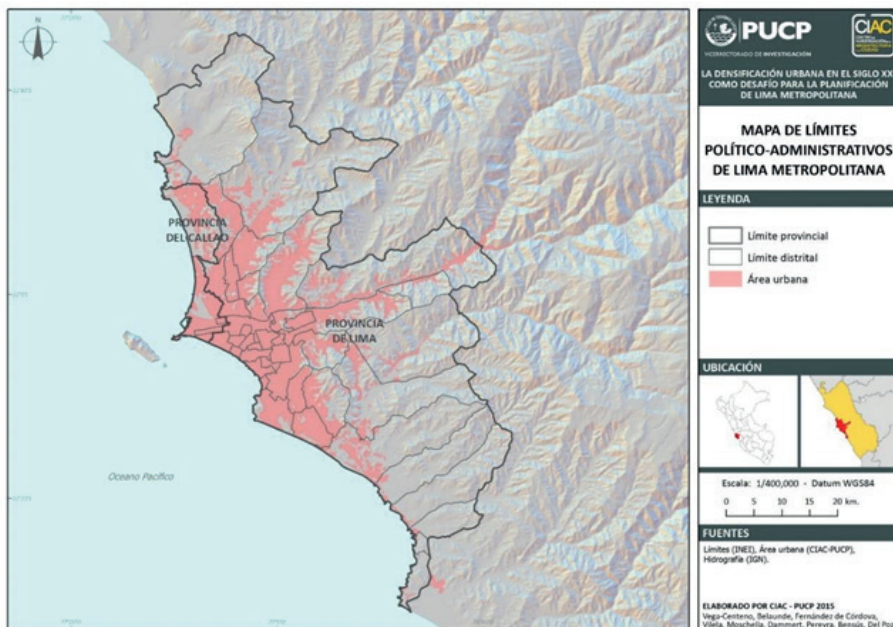 N
PROVINCIA
DEL CALLAO
PROVINCIA
DE LIMA
Oceano Pacífico
PUCP
VICERRECTORADO DE INVESTIGACIÓN
CIAC
LA DENSIFICACIÓN URBANA EN EL SIGLO XXI
COMO DESAFÍO PARA LA PLANIFICACIÓN
DE LIMA METROPOLITANA
MAPA DE LÍMITES
POLÍTICO-ADMINISTRATIVOS
DE LIMA METROPOLITANA
LEYENDA
Límite provincial
Límite distrital
Área urbana
UBICACIÓN
Escala: 1/400,000 - Datum WGS84
0 5 10 15 20 km.
FUENTES
Límites (INEI), Área urbana (CIAC-PUCP),
Hidrografía (IGN).
ELABORADO POR CIAC - PUCP 2015
Vega-Centeno, Belaunde, Fernández de Córdova,
Vilela, Moschella, Dammert, Pereyra, Bensús, Del Poz